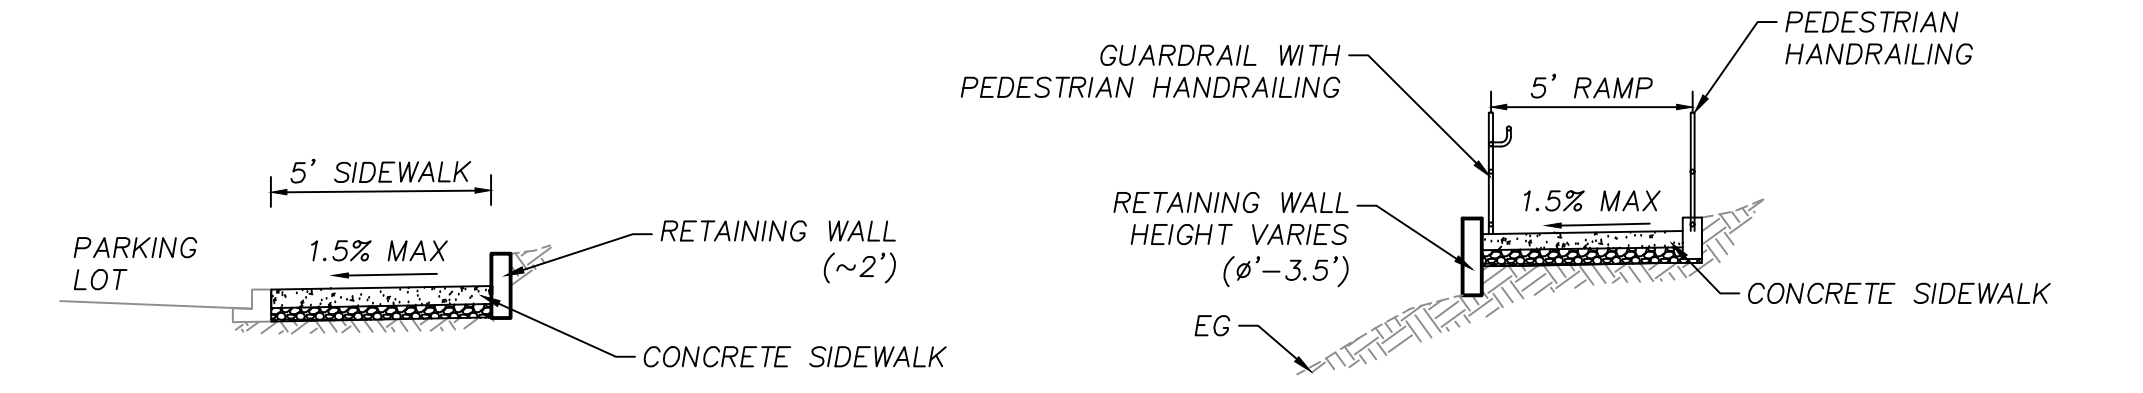 5' SIDEWALK
PARKING
LOT
1.5% MAX
RETAINING WALL
(~2')
CONCRETE SIDEWALK
GUARDRAIL WITH
PEDESTRIAN HANDRAILING
PEDESTRIAN
HANDRAILING
5' RAMP
RETAINING WALL
HEIGHT VARIES
(Ø'-3.5')
1.5% MAX
CONCRETE SIDEWALK
EG